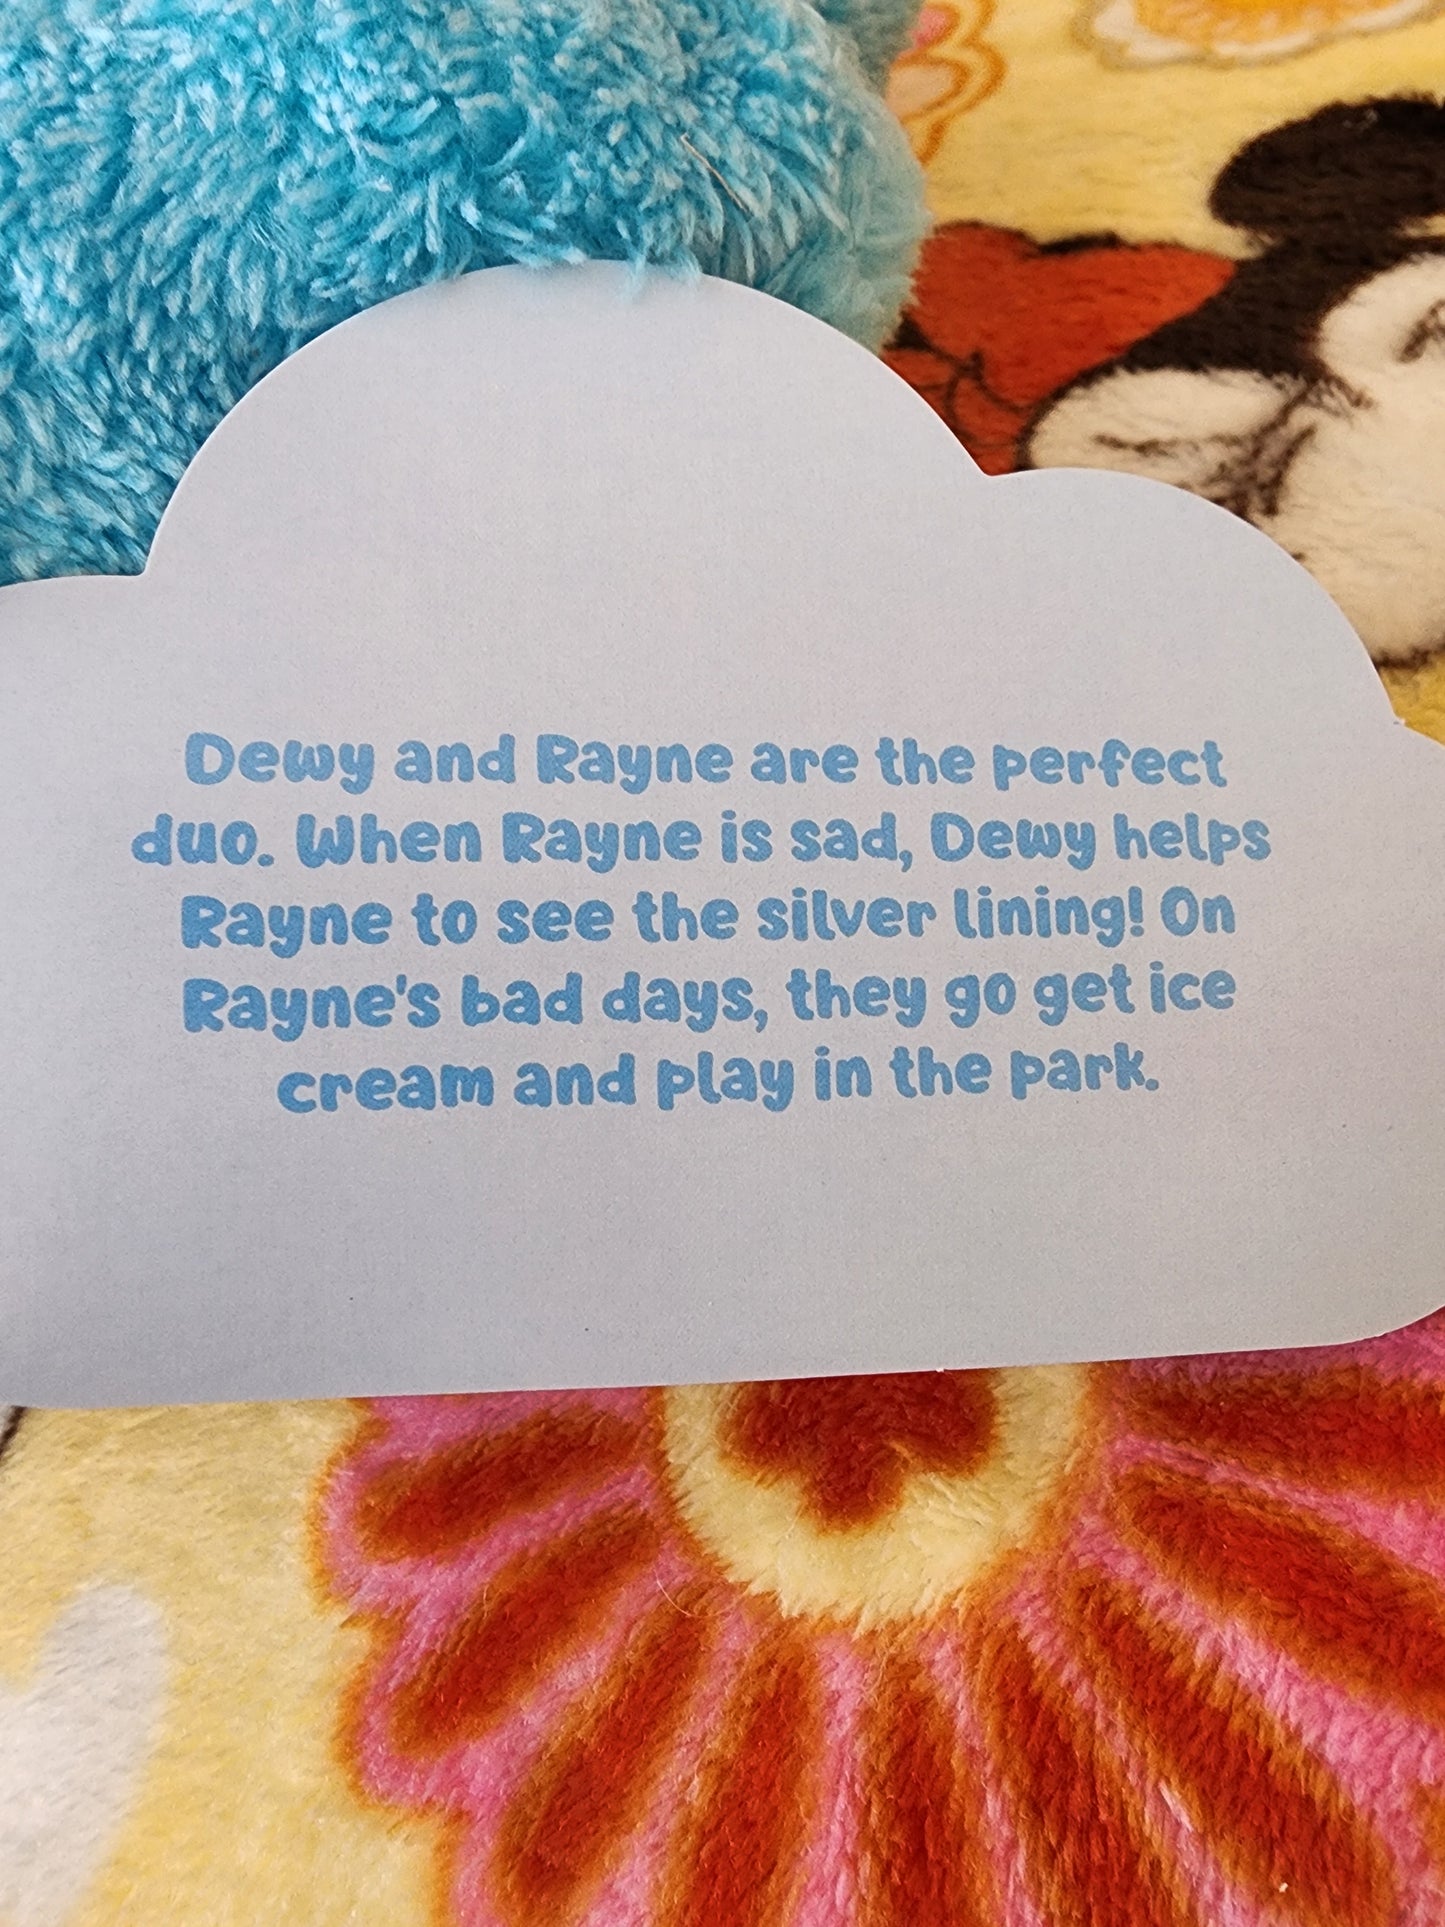 Dewy and Rayne are the perfect
duo. When Rayne is sad, Dewy helps
Rayne to see the silver lining! On
Rayne's bad days, they go get ice
cream and play in the park.